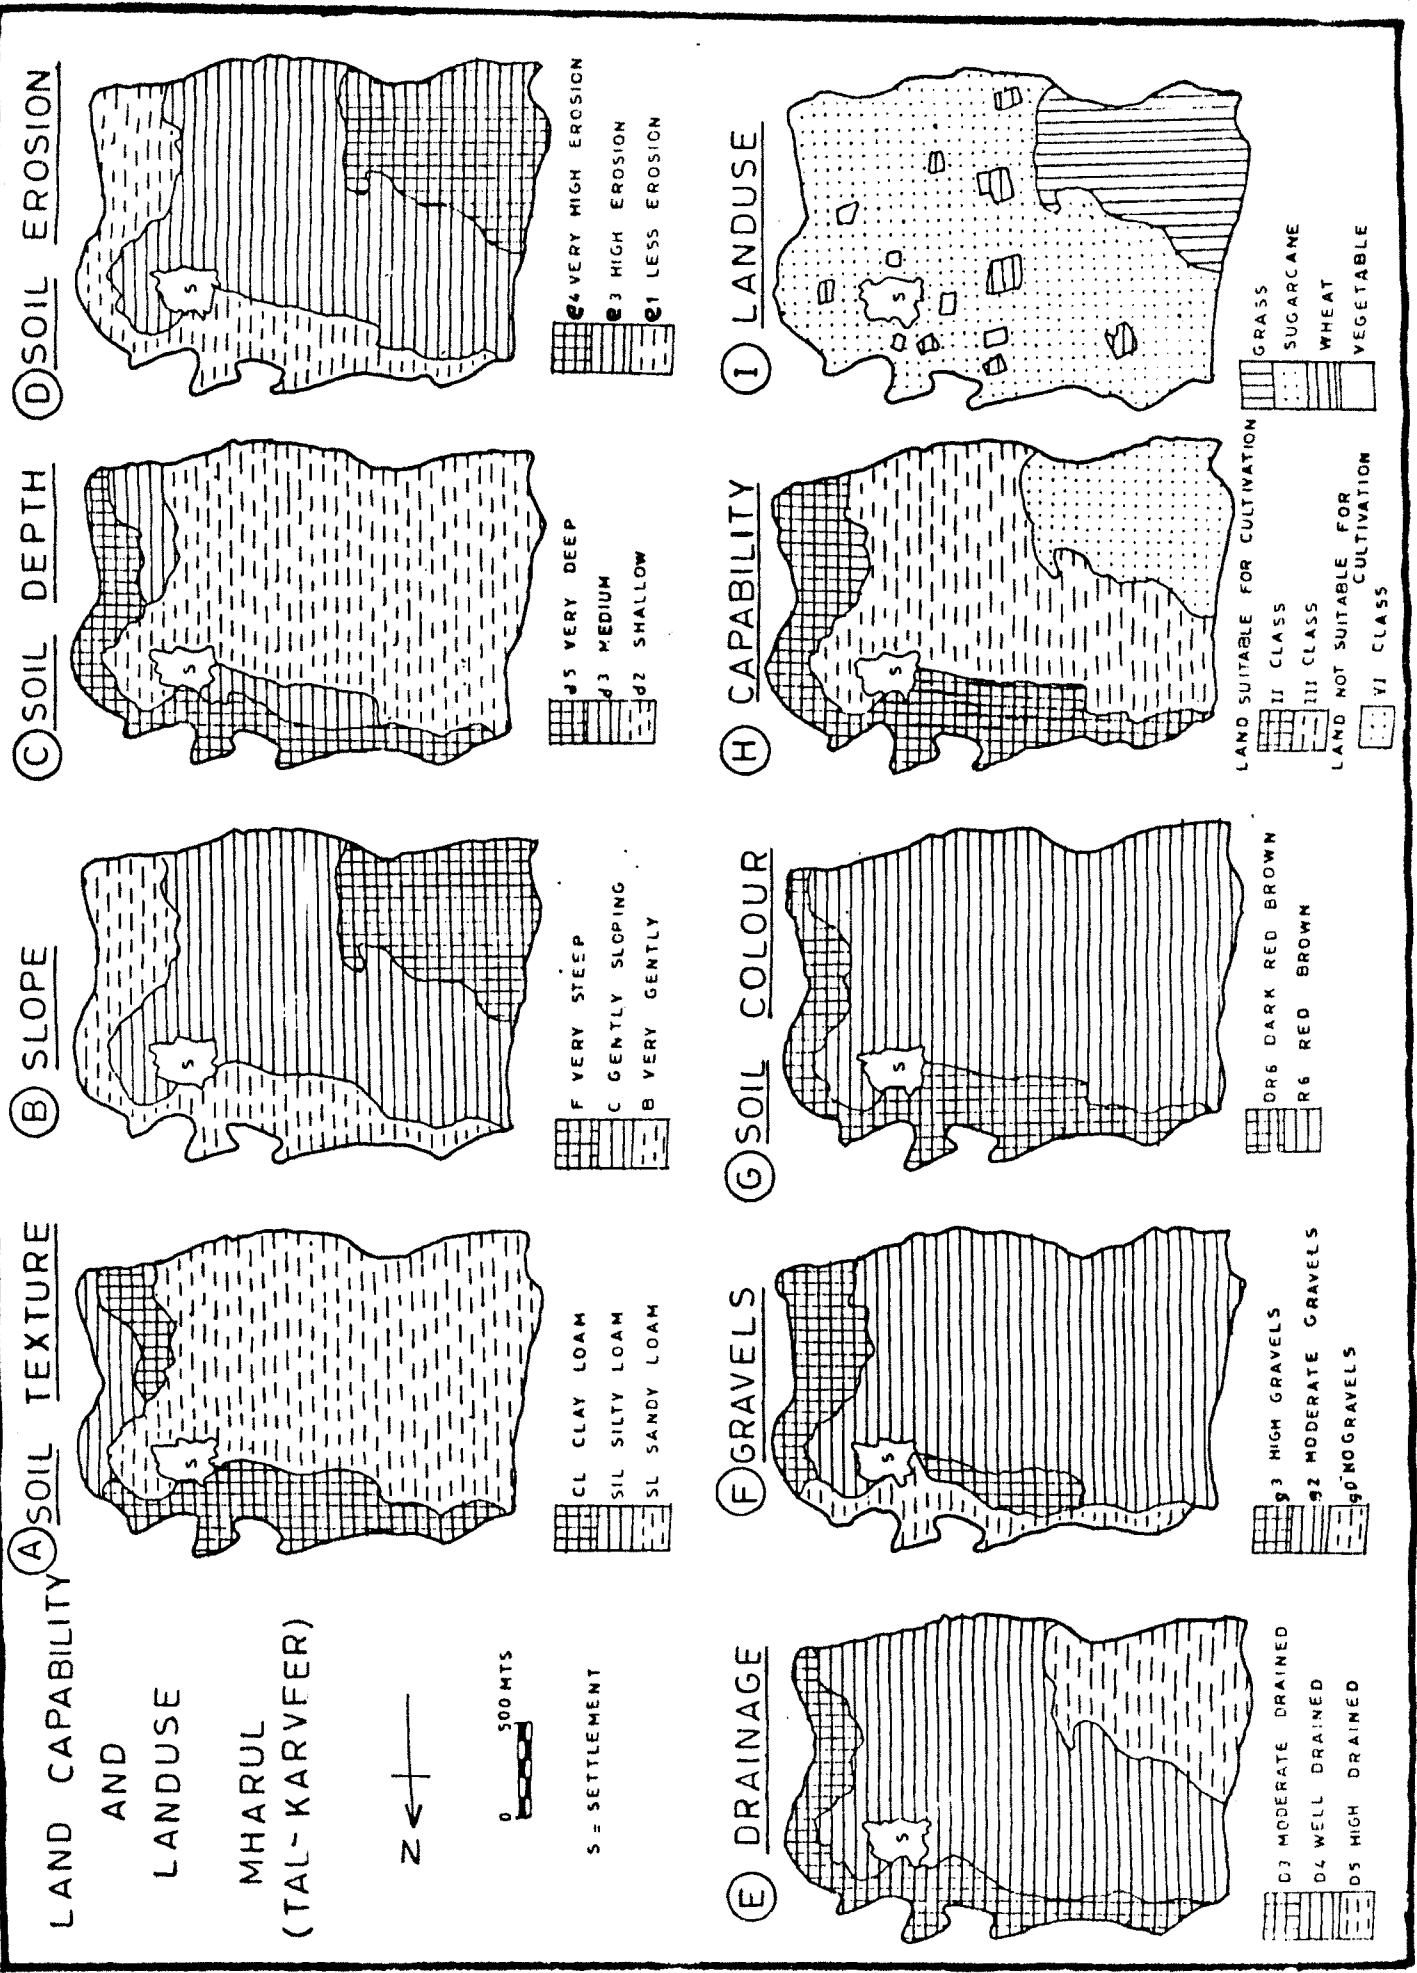 LAND CAPABILITY
AND
LANDUSE
MHARUL
(TAL-KARVEER)
N
0 500 MTS
S = SETTLEMENT
A SOIL TEXTURE
S
CL CLAY LOAM
SIL SILTY LOAM
SL SANDY LOAM
B SLOPE
S
F VERY STEEP
C GENTLY SLOPING
B VERY GENTLY
C SOIL DEPTH
S
d5 VERY DEEP
d3 MEDIUM
d2 SHALLOW
D SOIL EROSION
S
e4 VERY HIGH EROSION
e3 HIGH EROSION
e1 LESS EROSION
E DRAINAGE
S
D3 MODERATE DRAINED
D4 WELL DRAINED
D5 HIGH DRAINED
F GRAVELS
S
g3 HIGH GRAVELS
g2 MODERATE GRAVELS
g0 NO GRAVELS
G SOIL COLOUR
S
DR6 DARK RED BROWN
R6 RED BROWN
H CAPABILITY
S
LAND SUITABLE FOR CULTIVATION
II CLASS
III CLASS
LAND NOT SUITABLE FOR
CULTIVATION
VI CLASS
I LANDUSE
S
GRASS
SUGARCANE
WHEAT
VEGETABLE